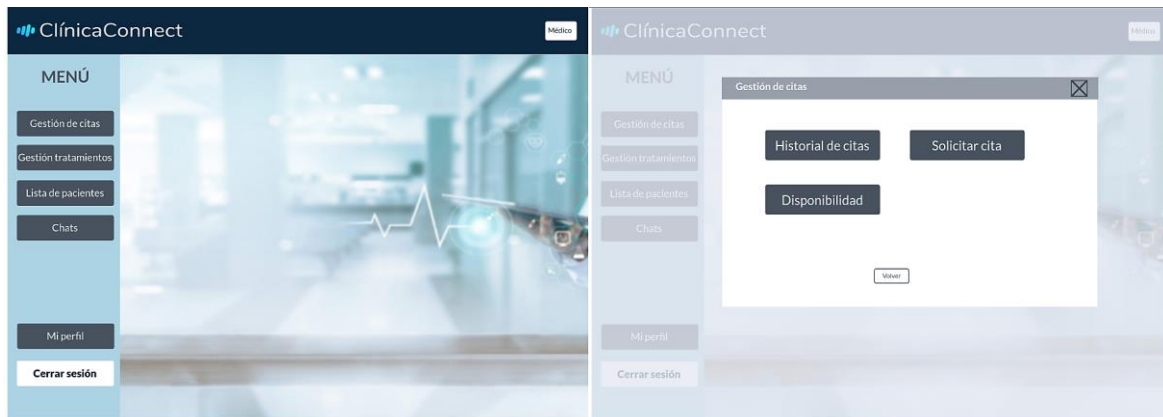 ClínicaConnect
Médico
MENÚ
Gestión de citas
Gestión tratamientos
Lista de pacientes
Chats
Mi perfil
Cerrar sesión
ClínicaConnect
Médico
MENÚ
Gestión de citas
Gestión tratamientos
Lista de pacientes
Chats
Mi perfil
Cerrar sesión
Gestión de citas
Historial de citas
Solicitar cita
Disponibilidad
Volver